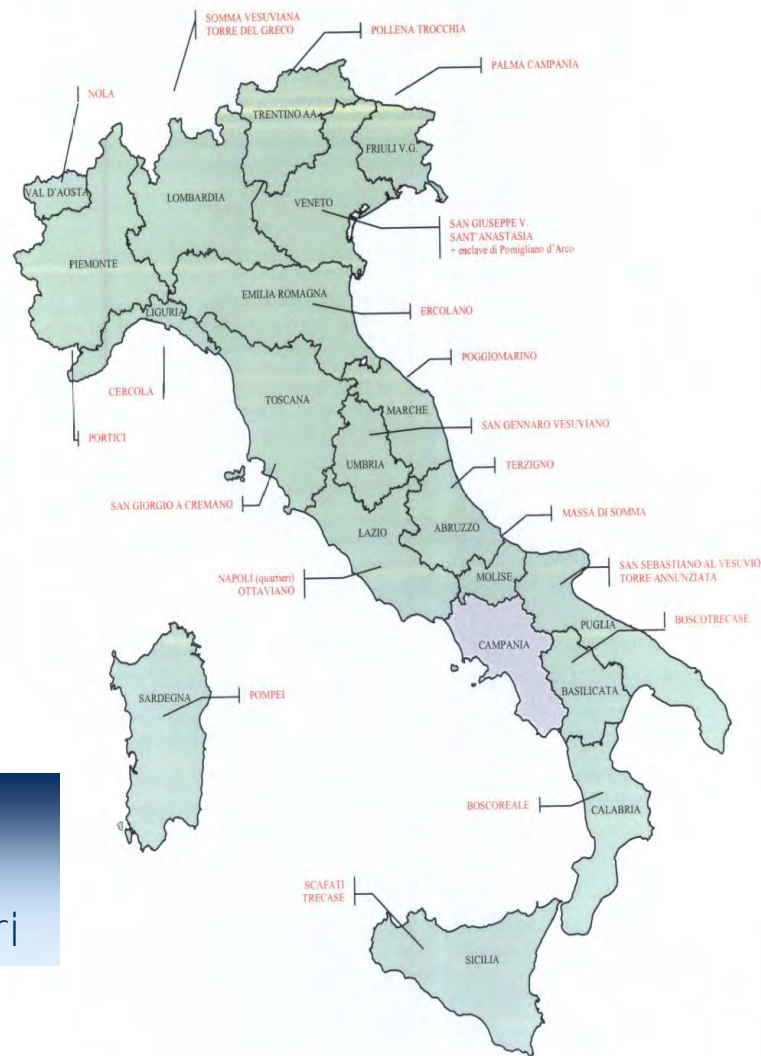 SOMMA VESUVIANA
TORRE DEL GRECO
POLLENA TROCCHIA
PALMA CAMPANIA
NOLA
TRENTINO AA.
FRIULI V.G.
VAL D'AOSTA
LOMBARDIA
VENETO
SAN GIUSEPPE V.
SANT'ANASTASIA
+ enclave di Pomigliano d'Arco
PIEMONTE
EMILIA ROMAGNA
ERCOLANO
LIGURIA
POGGIOMARINO
CERCOLA
TOSCANA
MARCHE
SAN GENNARO VESUVIANO
PORTICI
UMBRIA
TERZIGNO
SAN GIORGIO A CREMANO
ABRUZZO
MASSA DI SOMMA
LAZIO
NAPOLI (quartieri)
OTTAVIANO
MOLISE
SAN SEBASTIANO AL VESUVIO
TORRE ANNUNZIATA
PUGLIA
BOSCOTRECASE
CAMPANIA
BASILICATA
SARDEGNA
POMPEI
BOSCOREALE
CALABRIA
SCAFATI
TRECASE
SICILIA
ri